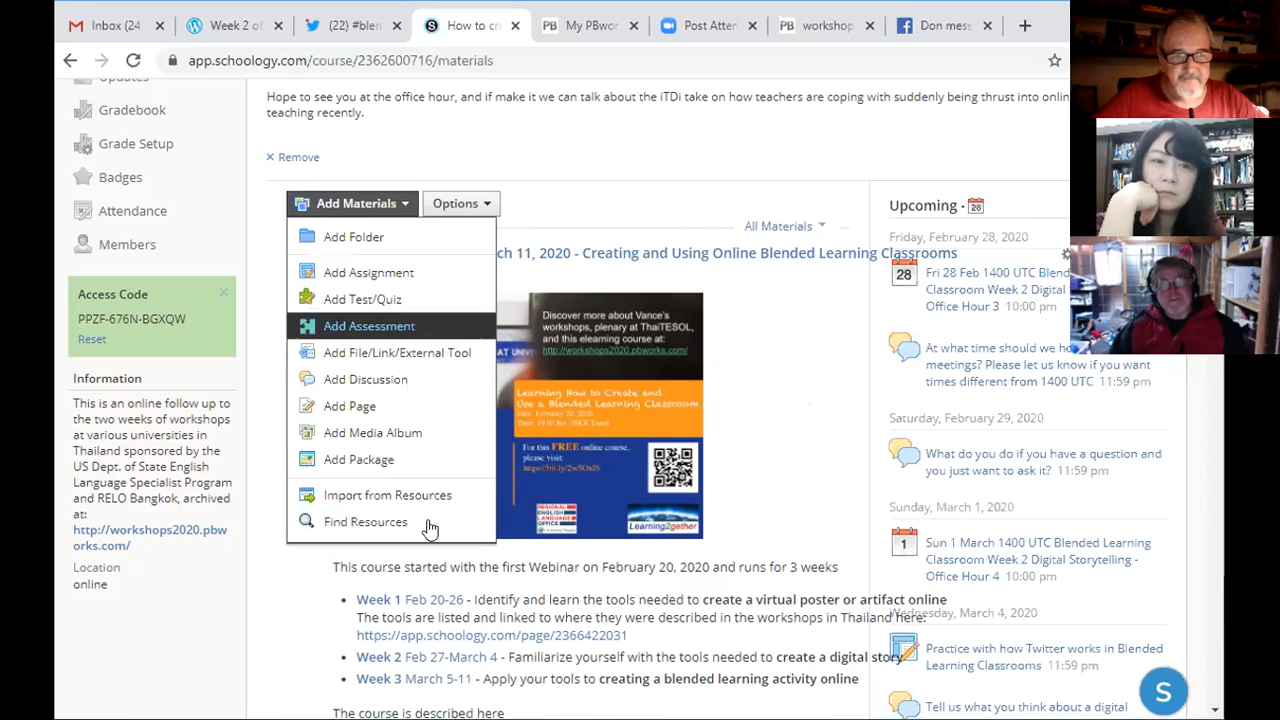 Inbox (24
Week 2 of
(22) #blen
How to cre
My PBwor
Post Atten
workshop
Don mess
app.schoology.com/course/2362600716/materials
Updates
Gradebook
Grade Setup
Badges
Attendance
Members
Access Code
PPZF-676N-BGXQW
Reset
Information
This is an online follow up
to the two weeks of workshops
at various universities in
Thailand sponsored by the
US Dept. of State English
Language Specialist Program
and RELO Bangkok, archived
at:
http://workshops2020.pbw
orks.com/
Location
online
Hope to see you at the office hour, and if make it we can talk about the iTDi take on how teachers are coping with suddenly being thrust into onlin
teaching recently.
Remove
Add Materials
Options
All Materials
Add Folder
Add Assignment
Add Test/Quiz
Add Assessment
Add File/Link/External Tool
Add Discussion
Add Page
Add Media Album
Add Package
Import from Resources
Find Resources
ch 11, 2020 - Creating and Using Online Blended Learning Classrooms
Discover more about Vance's
workshops, plenary at ThaiTESOL,
and this elearning course at:
http://workshops2020.pbworks.com/
Learning How to Create and
Use a Blended Learning Classroom
Date: February 20, 2020
For this FREE online course,
please visit:
REGIONAL
ENGLISH
LANGUAGE
OFFICE
Learning2gether
This course started with the first Webinar on February 20, 2020 and runs for 3 weeks
Week 1 Feb 20-26 - Identify and learn the tools needed to create a virtual poster or artifact online
The tools are listed and linked to where they were described in the workshops in Thailand here:
https://app.schoology.com/page/2366422031
Week 2 Feb 27-March 4 - Familiarize yourself with the tools needed to create a digital story
Week 3 March 5-11 - Apply your tools to creating a blended learning activity online
The course is described here
Upcoming · 28
Friday, February 28, 2020
28
Fri 28 Feb 1400 UTC Blend
Classroom Week 2 Digital
Office Hour 3 10:00 pm
At what time should we ho
meetings? Please let us know if you want
times different from 1400 UTC 11:59 pm
Saturday, February 29, 2020
What do you do if you have a question and
you just want to ask it? 11:59 pm
Sunday, March 1, 2020
1
Sun 1 March 1400 UTC Blended Learning
Classroom Week 2 Digital Storytelling -
Office Hour 4 10:00 pm
Wednesday, March 4, 2020
Practice with how Twitter works in Blended
Learning Classrooms 11:59 pm
Tell us what you think about a digital
S